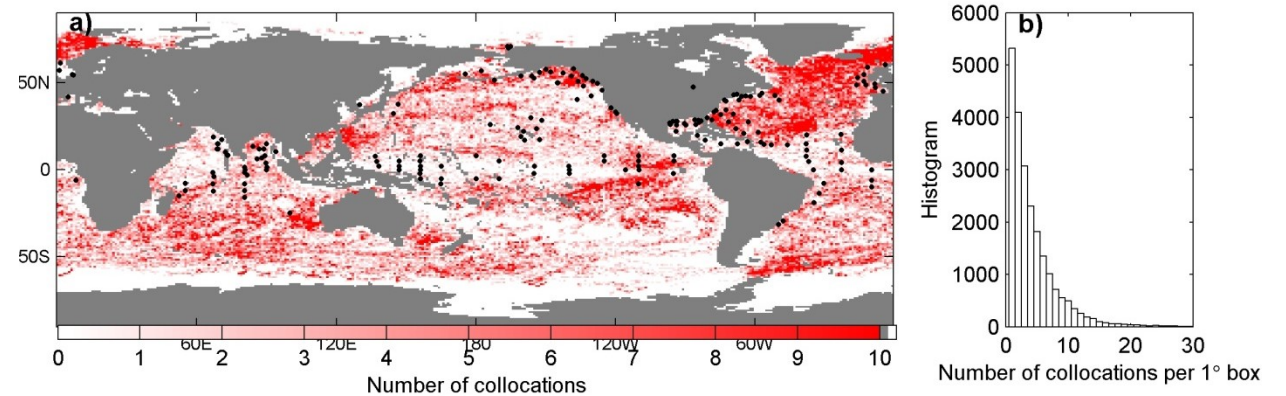 a)
50N
0
50S
60E 120E 180 120W 60W
0 1 2 3 4 5 6 7 8 9 10
Number of collocations
b)
6000
5000
4000
3000
2000
1000
0
Histogram
0 10 20 30
Number of collocations per 1° box